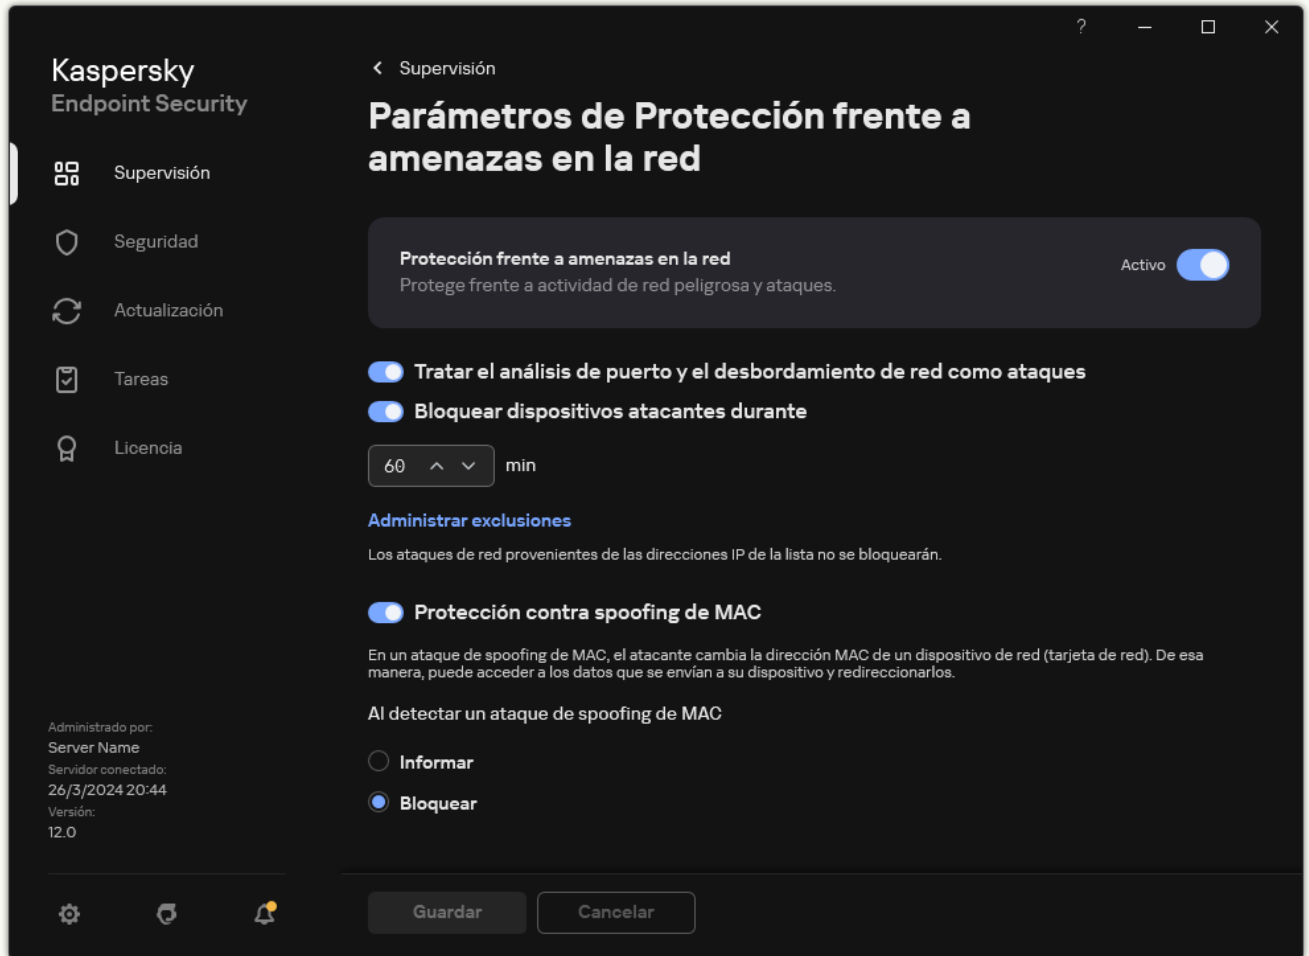 ?
Kaspersky
Endpoint Security
Supervisión
Seguridad
Actualización
Tareas
Licencia
Administrado por:
Server Name
Servidor conectado:
26/3/2024 20:44
Versión:
12.0
Supervisión
Parámetros de Protección frente a
amenazas en la red
Protección frente a amenazas en la red
Protege frente a actividad de red peligrosa y ataques.
Activo
Tratar el análisis de puerto y el desbordamiento de red como ataques
Bloquear dispositivos atacantes durante
60 min
Administrar exclusiones
Los ataques de red provenientes de las direcciones IP de la lista no se bloquearán.
Protección contra spoofing de MAC
En un ataque de spoofing de MAC, el atacante cambia la dirección MAC de un dispositivo de red (tarjeta de red). De esa
manera, puede acceder a los datos que se envían a su dispositivo y redireccionarlos.
Al detectar un ataque de spoofing de MAC
Informar
Bloquear
Guardar Cancelar